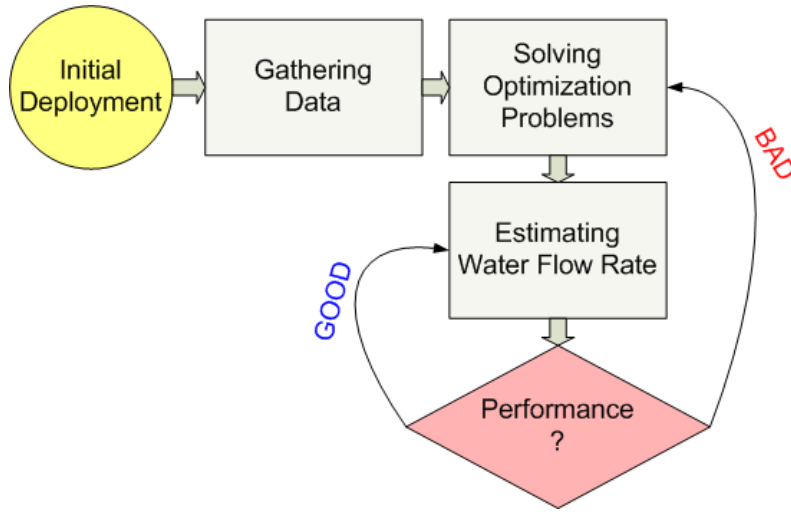 Initial
Deployment
Gathering
Data
Solving
Optimization
Problems
BAD
Estimating
Water Flow Rate
GOOD
Performance
?